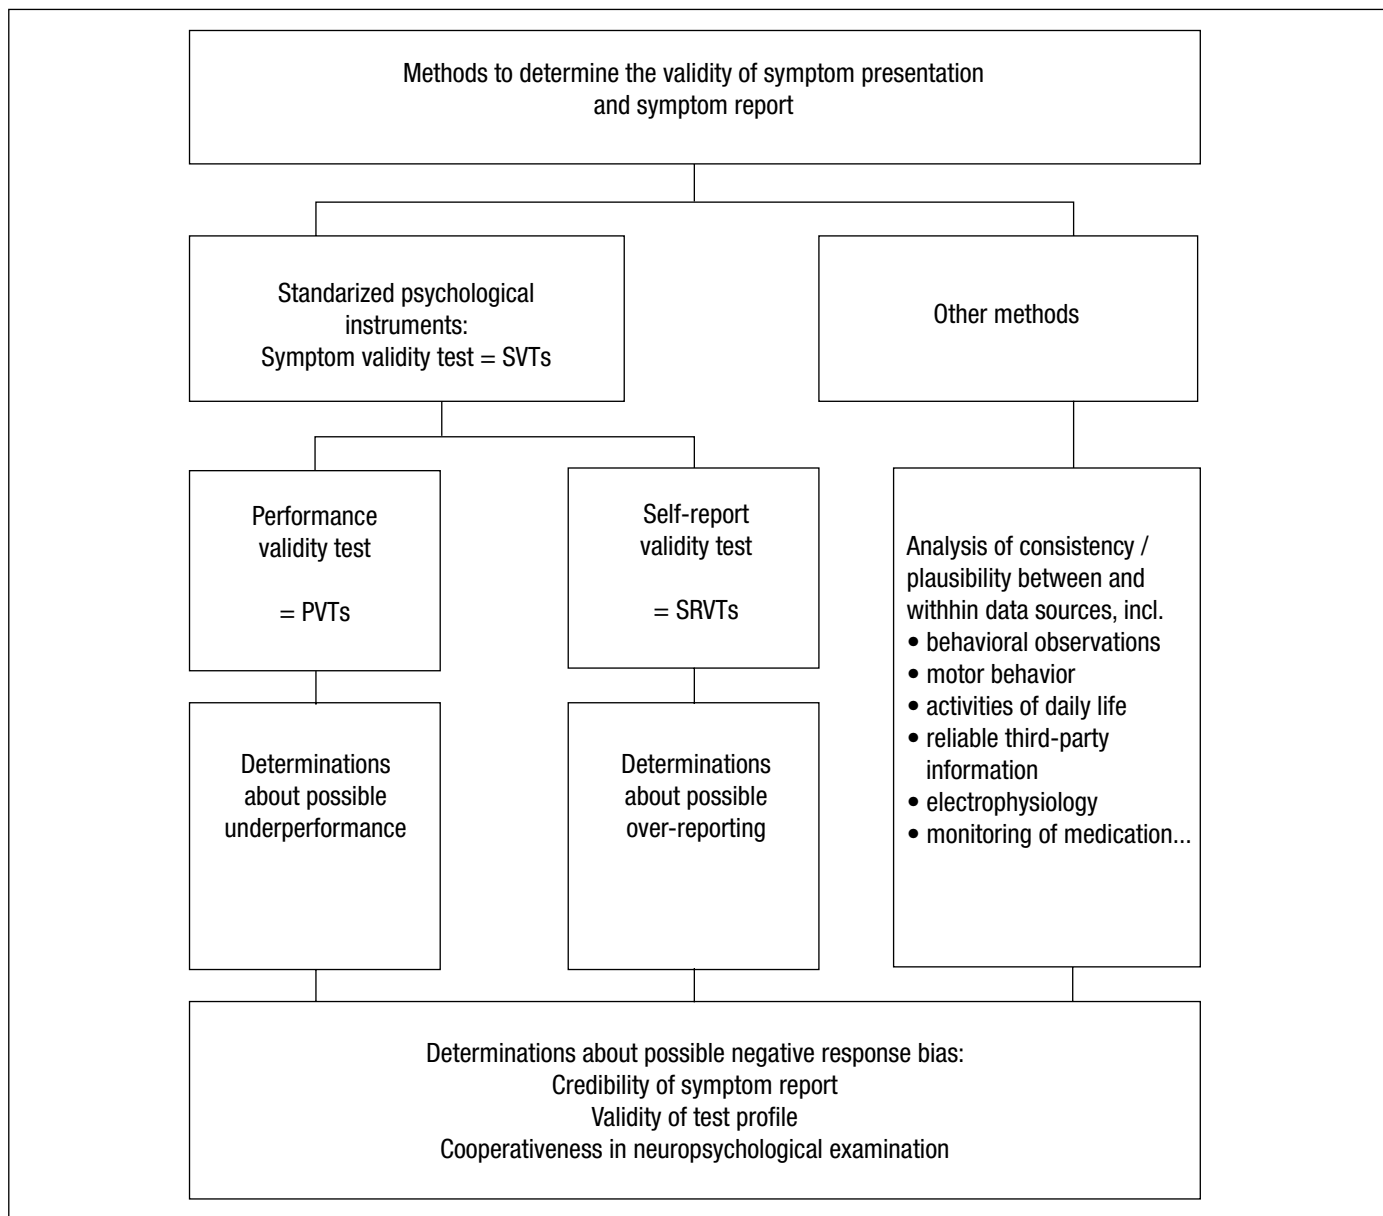 Methods to determine the validity of symptom presentation
and symptom report
Standarized psychological
instruments:
Symptom validity test = SVTs
Other methods
Performance
validity test
= PVTs
Self-report
validity test
= SRVTs
Analysis of consistency /
plausibility between and
withhin data sources, incl.
• behavioral observations
• motor behavior
• activities of daily life
• reliable third-party
information
• electrophysiology
• monitoring of medication...
Determinations
about possible
underperformance
Determinations
about possible
over-reporting
Determinations about possible negative response bias:
Credibility of symptom report
Validity of test profile
Cooperativeness in neuropsychological examination